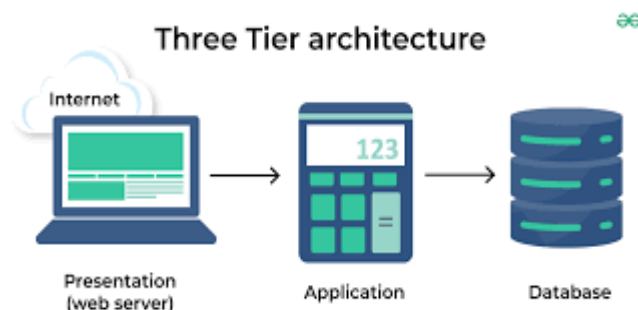 Three Tier architecture
Internet
123
=
Presentation
(web server)
Application
Database